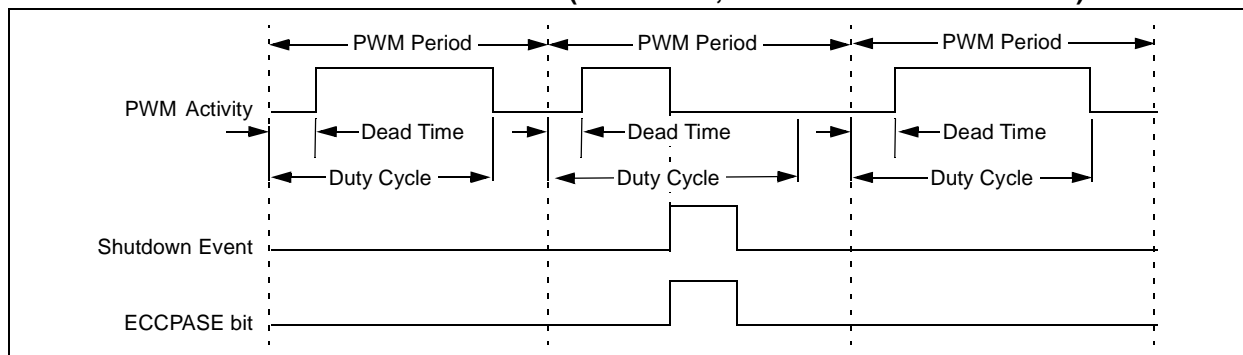 PWM Period PWM Period PWM Period
PWM Activity
Dead Time Dead Time Dead Time
Duty Cycle Duty Cycle Duty Cycle
Shutdown Event
ECCPASE bit